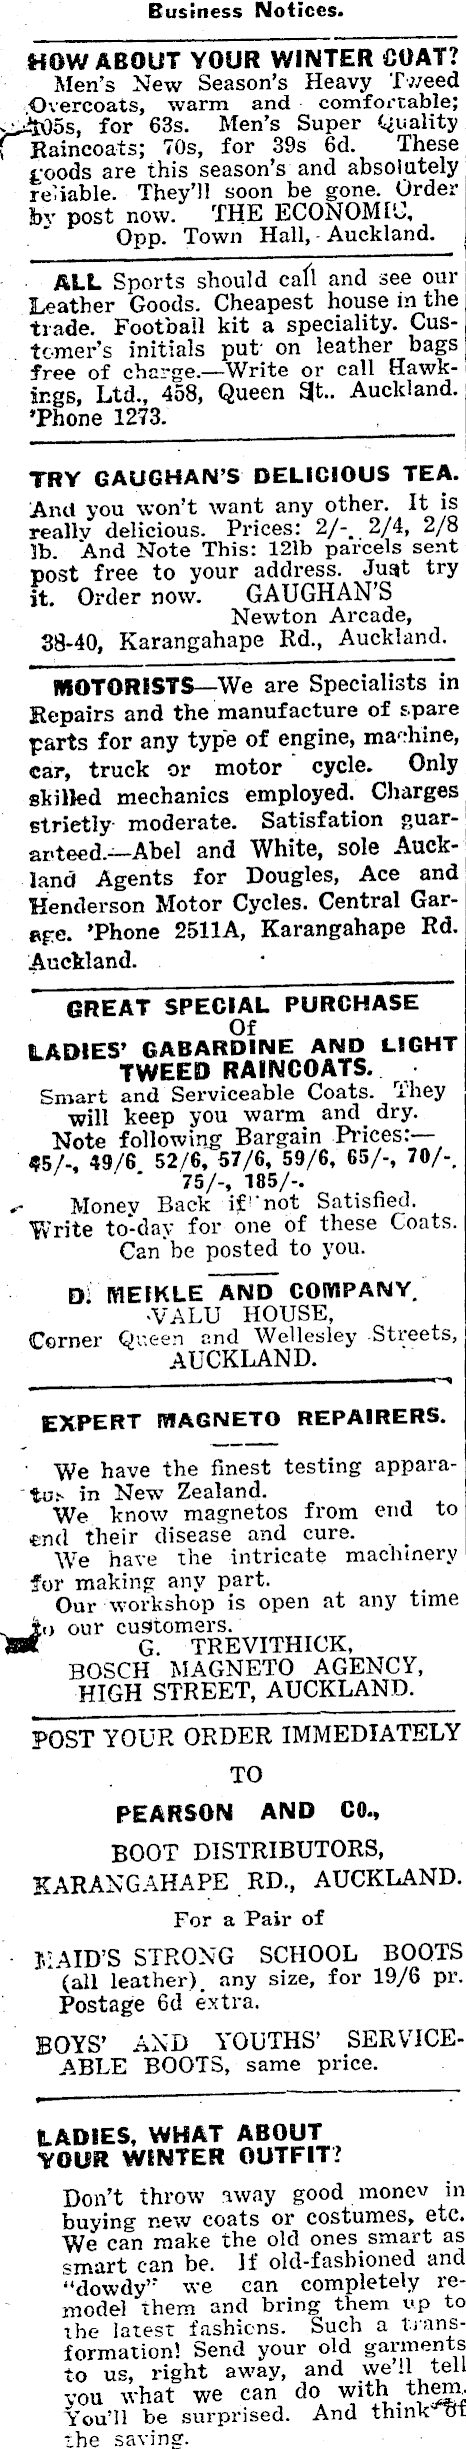 Business Notices.
HOW ABOUT YOUR WINTER COAT?
Men's New Season's Heavy Tweed
Overcoats, warm and comfortable;
105s, for 63s. Men's Super Quality
Raincoats; 70s, for 39s 6d. These
goods are this season's and absolutely
reliable. They'll soon be gone. Order
by post now. THE ECONOMIC,
Opp. Town Hall, Auckland.
ALL Sports should call and see our
Leather Goods. Cheapest house in the
trade. Football kit a speciality. Cus-
tomer's initials put on leather bags
free of charge.—Write or call Hawk-
ings, Ltd., 458, Queen St.. Auckland.
'Phone 1273.
TRY GAUGHAN'S DELICIOUS TEA.
And you won't want any other. It is
really delicious. Prices: 2/-. 2/4, 2/8
lb. And Note This: 12lb parcels sent
post free to your address. Just try
it. Order now. GAUGHAN'S
Newton Arcade,
38-40, Karangahape Rd., Auckland.
MOTORISTS—We are Specialists in
Repairs and the manufacture of spare
parts for any type of engine, machine,
car, truck or motor cycle. Only
skilled mechanics employed. Charges
strietly moderate. Satisfation guar-
anteed.—Abel and White, sole Auck-
land Agents for Dougles, Ace and
Henderson Motor Cycles. Central Gar-
age. 'Phone 2511A, Karangahape Rd.
Auckland.
GREAT SPECIAL PURCHASE
Of
LADIES' GABARDINE AND LIGHT
TWEED RAINCOATS.
Smart and Serviceable Coats. They
will keep you warm and dry.
Note following Bargain Prices:—
45/-, 49/6. 52/6, 57/6, 59/6, 65/-, 70/-.
75/-, 185/-.
Money Back if not Satisfied.
Write to-day for one of these Coats.
Can be posted to you.
D. MEIKLE AND COMPANY.
VALU HOUSE,
Corner Queen and Wellesley Streets,
AUCKLAND.
EXPERT MAGNETO REPAIRERS.
We have the finest testing appara-
tus in New Zealand.
We know magnetos from end to
end their disease and cure.
We have the intricate machinery
for making any part.
Our workshop is open at any time
to our customers.
G. TREVITHICK,
BOSCH MAGNETO AGENCY,
HIGH STREET, AUCKLAND.
POST YOUR ORDER IMMEDIATELY
TO
PEARSON AND CO.,
BOOT DISTRIBUTORS,
KARANGAHAPE RD., AUCKLAND.
For a Pair of
MAID'S STRONG SCHOOL BOOTS
(all leather). any size, for 19/6 pr.
Postage 6d extra.
BOYS' AND YOUTHS' SERVICE-
ABLE BOOTS, same price.
LADIES, WHAT ABOUT
YOUR WINTER OUTFIT?
Don't throw away good money in
buying new coats or costumes, etc.
We can make the old ones smart as
smart can be. If old-fashioned and
"dowdy" we can completely re-
model them and bring them up to
the latest fashions. Such a trans-
formation! Send your old garments
to us, right away, and we'll tell
you what we can do with them.
You'll be surprised. And think of
the saving.